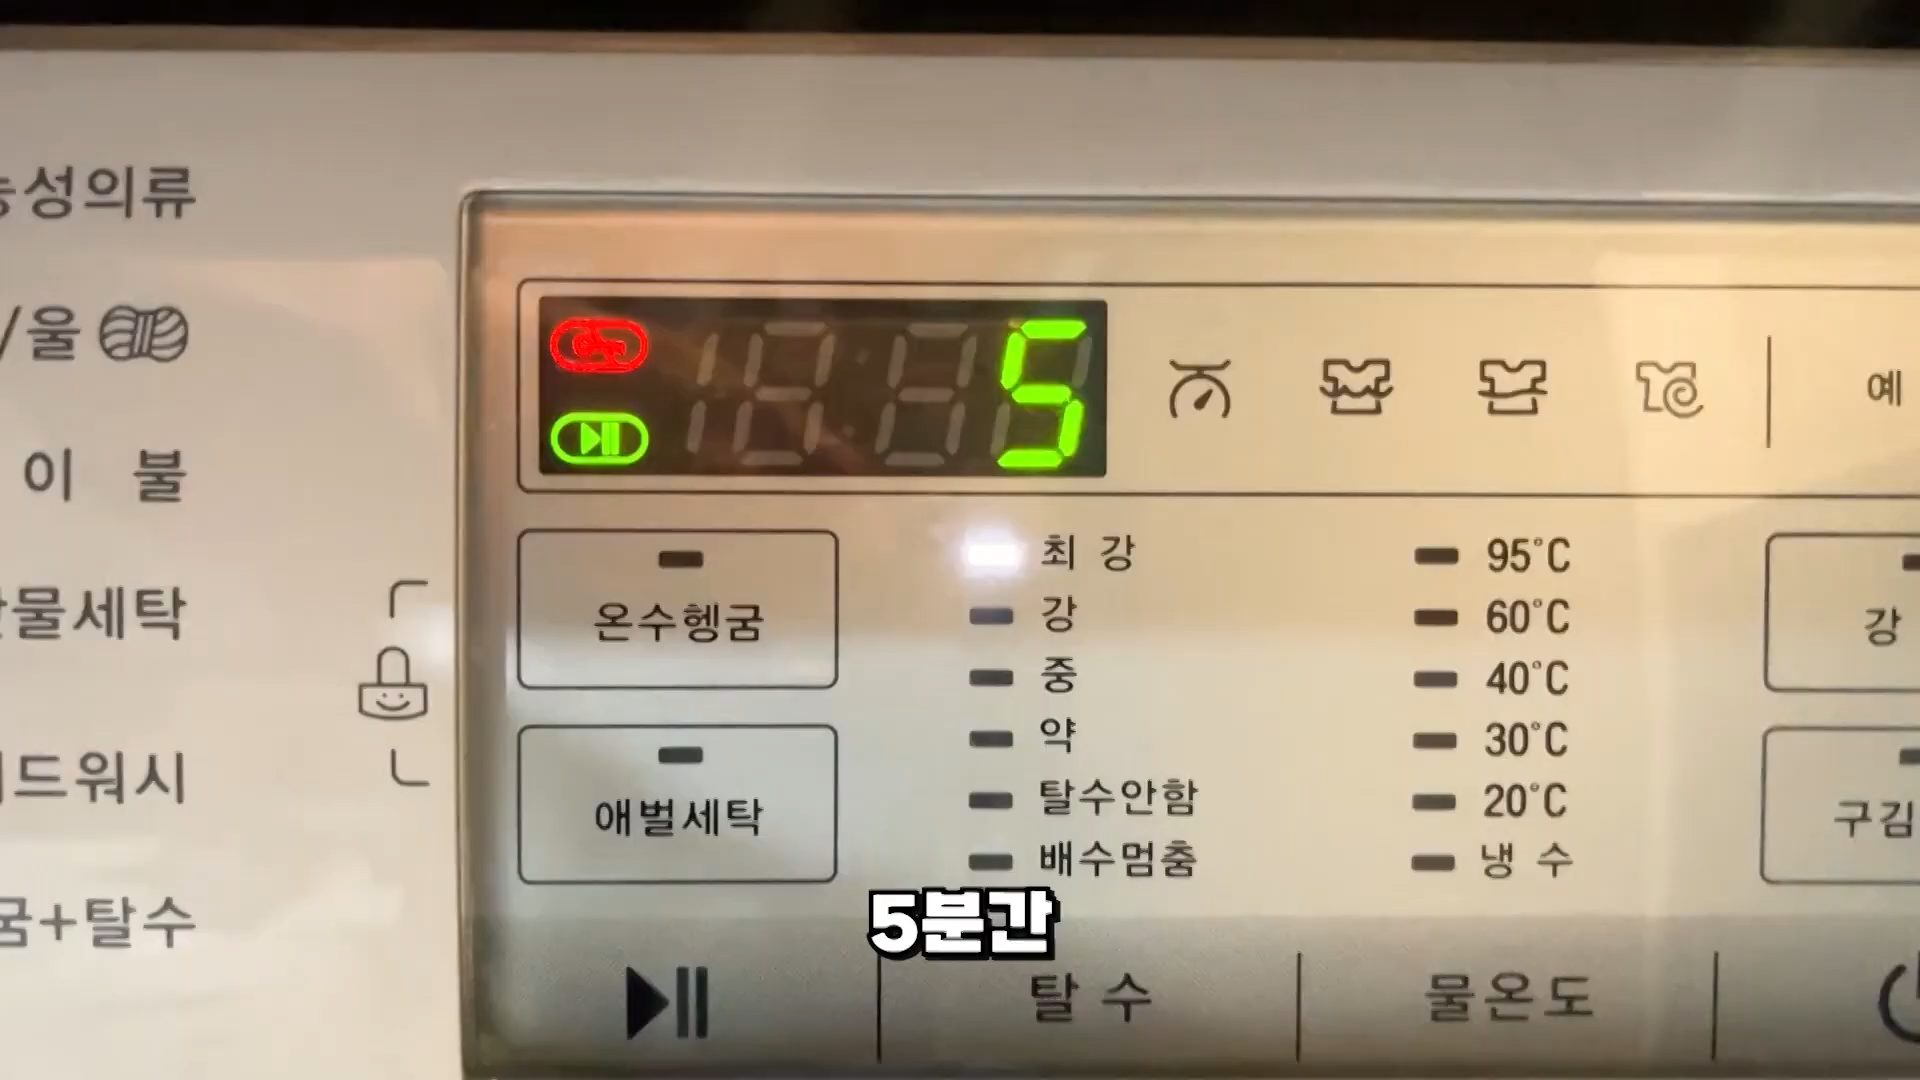 성의류
/울
이 불
물세탁
드워시
굼+탈수
5
예
온수헹굼
애벌세탁
최 강
강
중
약
탈수안함
배수멈춤
95°C
60°C
40°C
30°C
20°C
냉 수
강
구김
5분간
탈 수
물온도